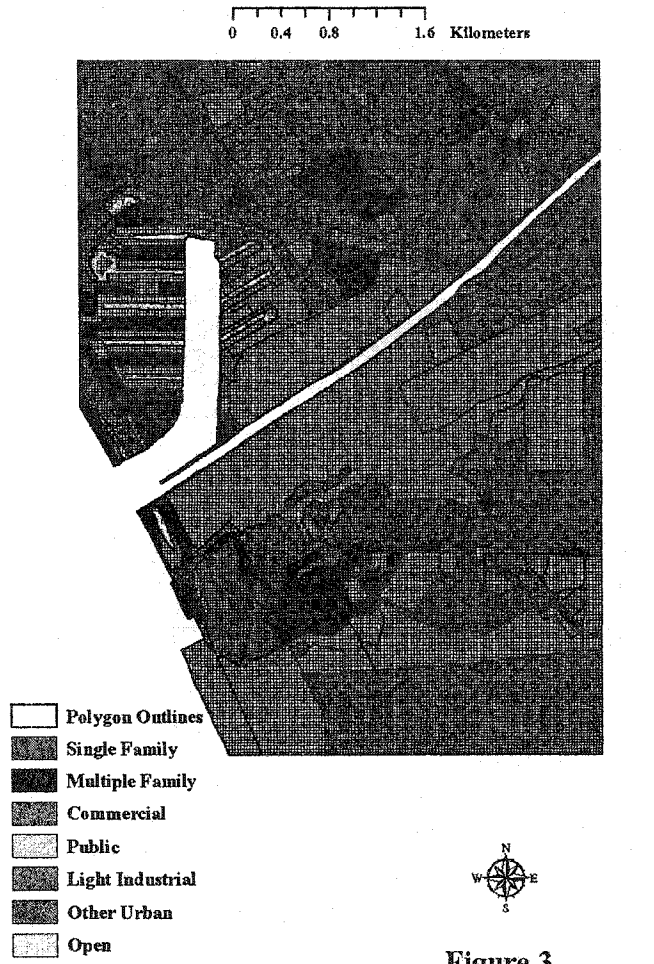 0 0.4 0.8 1.6 Kilometers
Polygon Outlines
Single Family
Multiple Family
Commercial
Public
Light Industrial
Other Urban
Open
N
W E
S
Figure 3